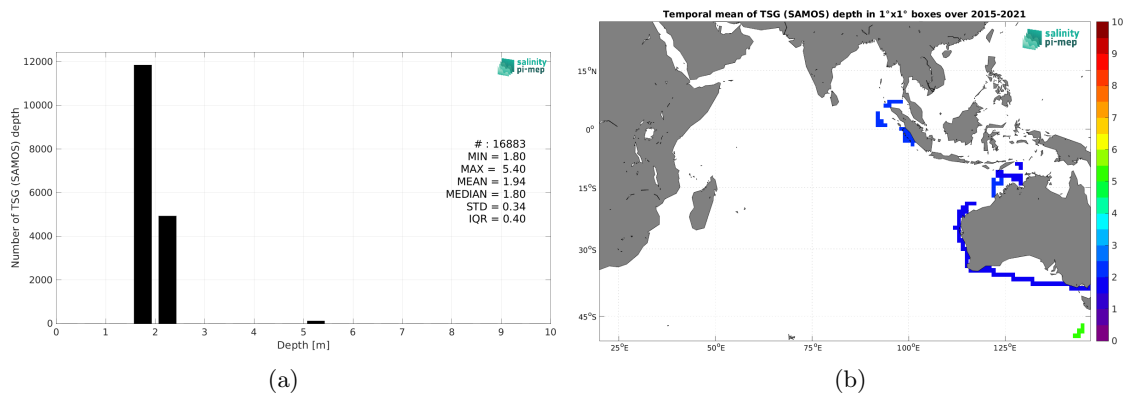 12000
10000
8000
6000
4000
2000
0
Number of TSG (SAMOS) depth
salinity
pi-mep
# : 16883
MIN = 1.80
MAX = 5.40
MEAN = 1.94
MEDIAN = 1.80
STD = 0.34
IQR = 0.40
0 1 2 3 4 5 6 7 8 9 10
Depth [m]
(a)
Temporal mean of TSG (SAMOS) depth in 1°x1° boxes over 2015-2021
salinity
pi-mep
15°N
0°
15°S
30°S
45°S
25°E 50°E 75°E 100°E 125°E
10
9
8
7
6
5
4
3
2
1
0
(b)